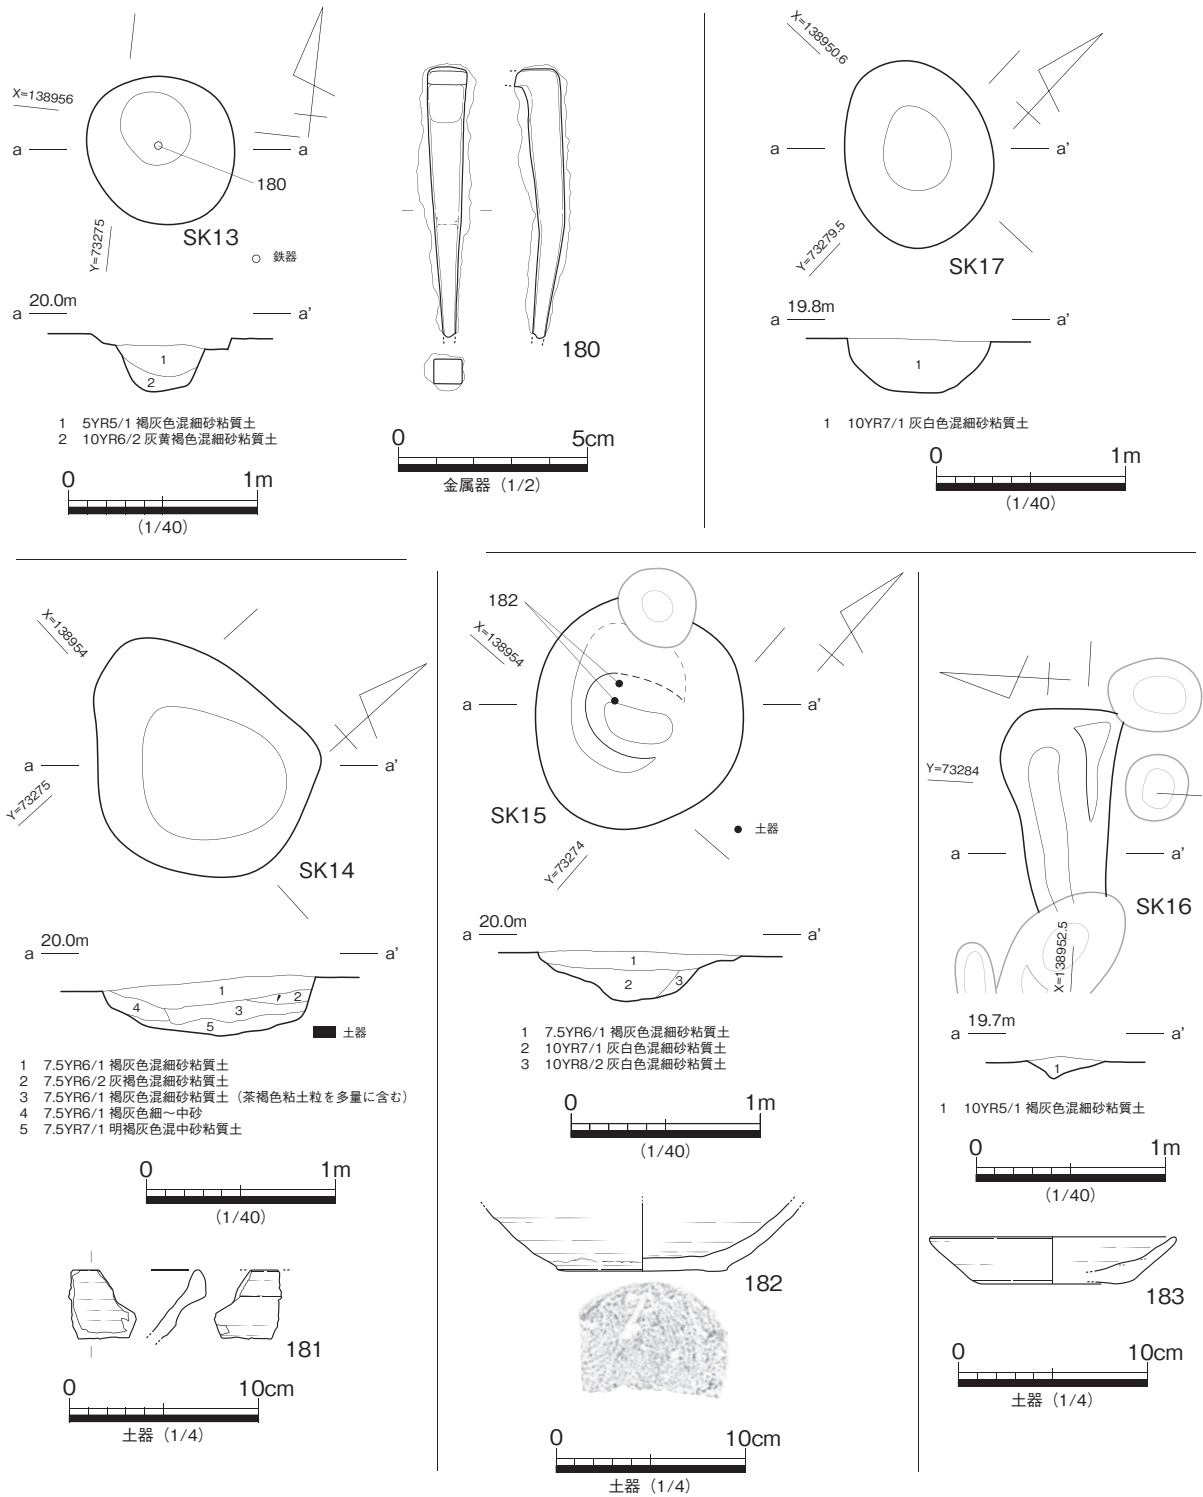 X=138956
a
a
180
Y=73275
SK13
鉄器
20.0m
a
a'
1
2
1 5YR5/1 褐灰色混細砂粘質土
2 10YR6/2 灰黄褐色混細砂粘質土
0 1m
（1/40）
180
0 5cm
金属器（1/2）
X=138950.6
a
a'
Y=73279.5
SK17
19.8m
a
a'
1
1 10YR7/1 灰白色混細砂粘質土
0 1m
（1/40）
X=138954
a
a'
Y=73275
SK14
20.0m
a
a'
1
2
3
4
5
土器
1 7.5YR6/1 褐灰色混細砂粘質土
2 7.5YR6/2 灰褐色混細砂粘質土
3 7.5YR6/1 褐灰色混細砂粘質土（茶褐色粘土粒を多量に含む）
4 7.5YR6/1 褐灰色細～中砂
5 7.5YR7/1 明褐灰色混中砂粘質土
0 1m
（1/40）
181
0 10cm
土器（1/4）
182
X=138954
a
a'
SK15
土器
Y=73274
20.0m
a
a'
1
2
3
1 7.5YR6/1 褐灰色混細砂粘質土
2 10YR7/1 灰白色混細砂粘質土
3 10YR8/2 灰白色混細砂粘質土
0 1m
（1/40）
182
0 10cm
土器（1/4）
Y=73284
a
a'
SK16
X=138952.5
19.7m
a
a'
1
1 10YR5/1 褐灰色混細砂粘質土
0 1m
（1/40）
183
0 10cm
土器（1/4）